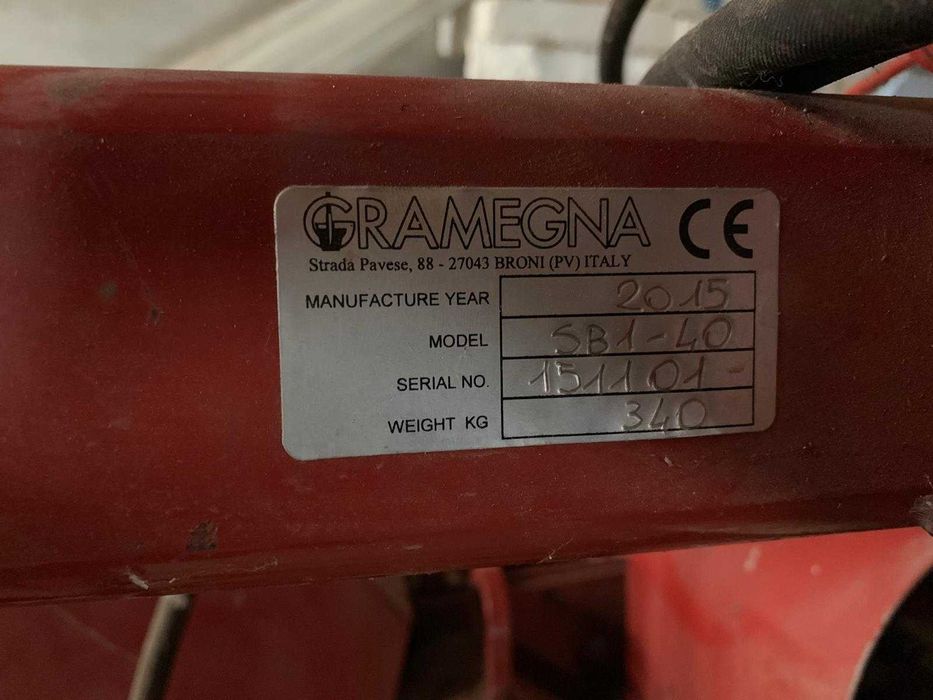 GRAMEGNA CE
Strada Pavese, 88 - 27043 BRONI (PV) ITALY
MANUFACTURE YEAR 2015
MODEL SB1-40
SERIAL NO. 151101-
WEIGHT KG 340